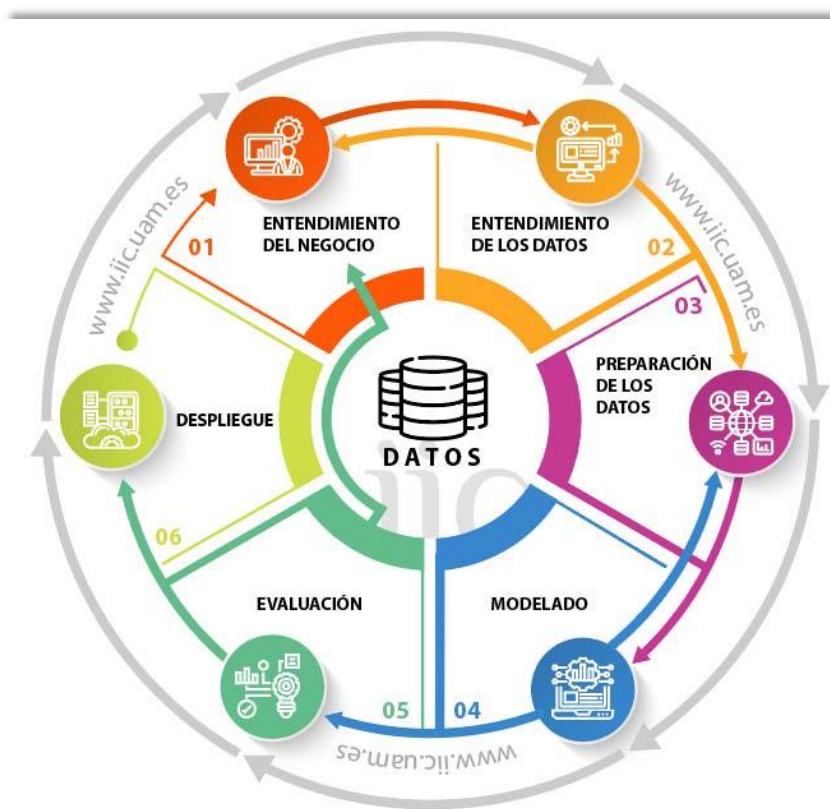 www.iic.uam.es
www.iic.uam.es
ENTENDIMIENTO
DEL NEGOCIO
01
ENTENDIMIENTO
DE LOS DATOS
02
03
PREPARACIÓN
DE LOS
DATOS
DESPLIEGUE
DATOS
iic
06
EVALUACIÓN
MODELADO
05
04
www.iic.uam.es